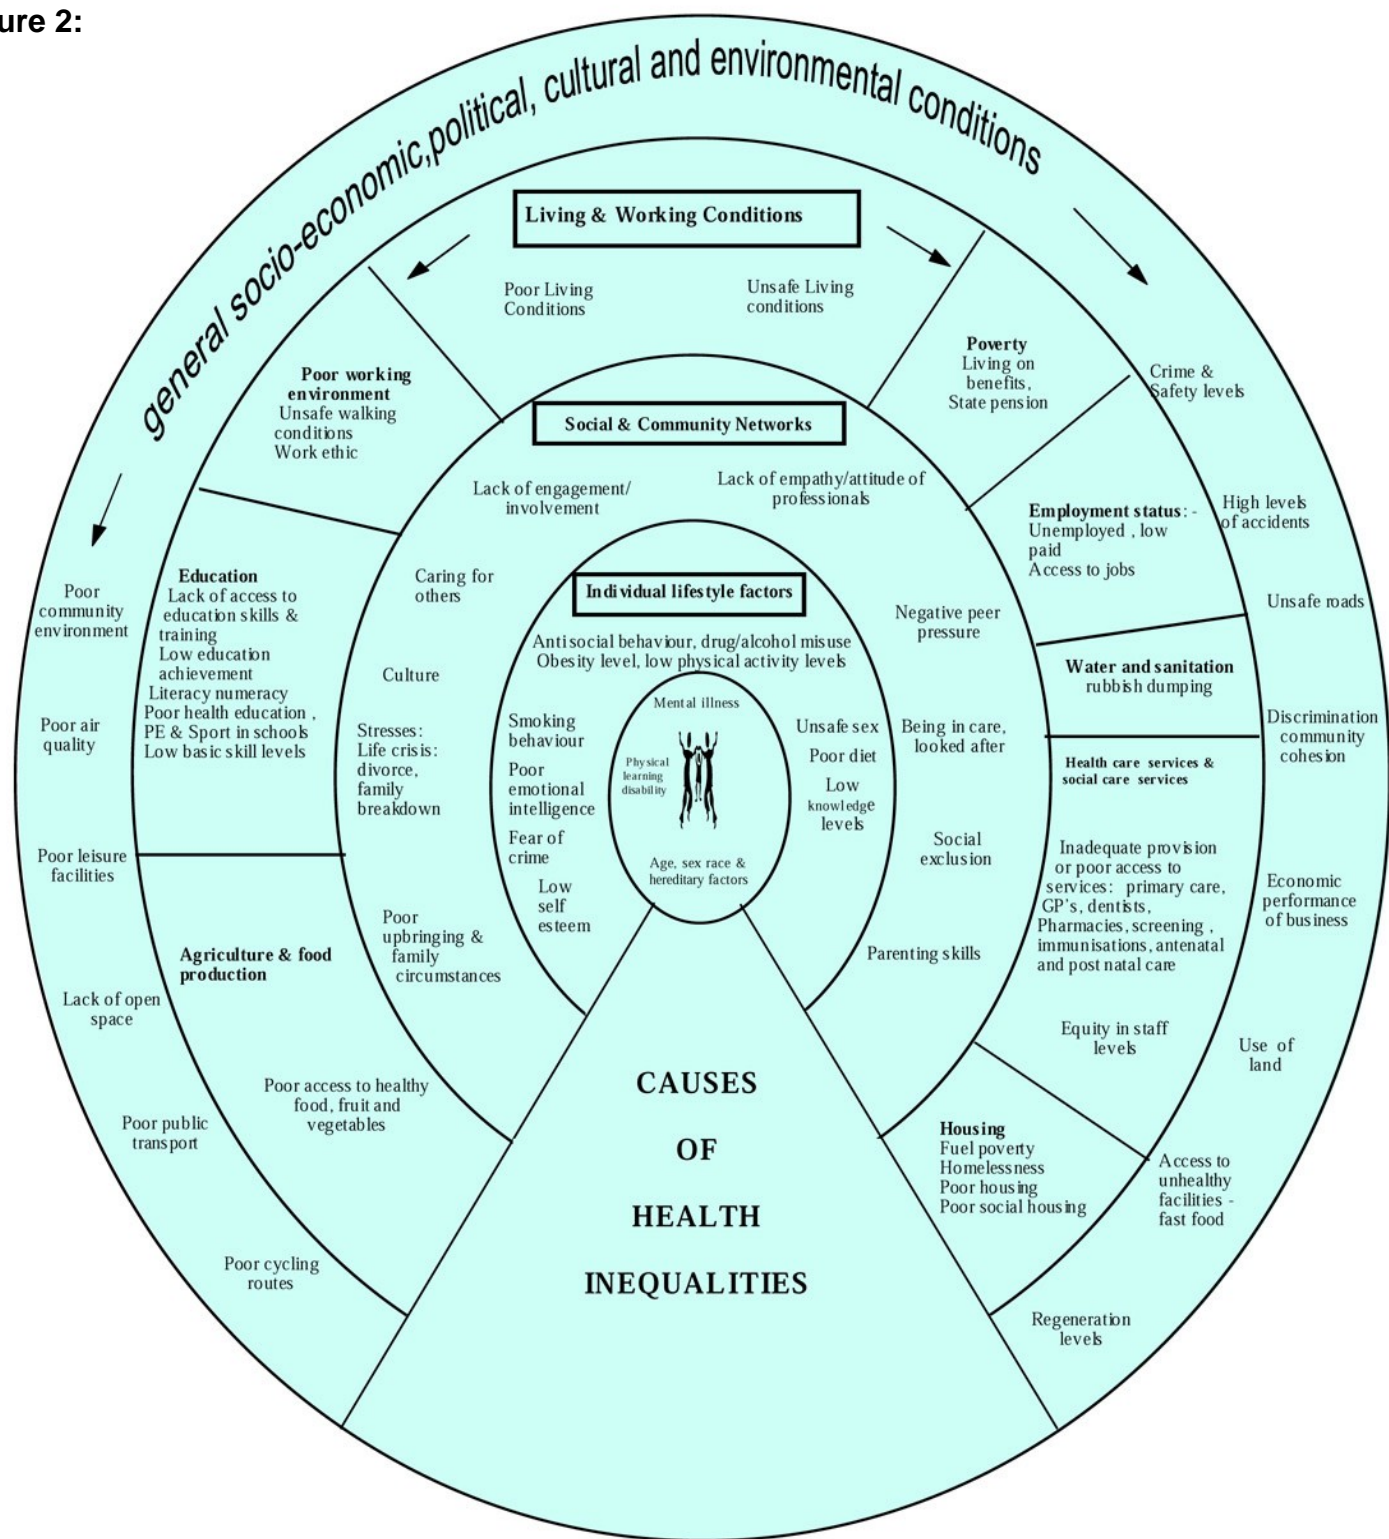 ure 2:
general socio-economic,political, cultural and environmental conditions
Living & Working Conditions
Poor Living
Conditions
Unsafe Living
conditions
Poor working
environment
Unsafe walking
conditions
Work ethic
Poverty
Living on
benefits,
State pension
Crime &
Safety levels
Social & Community Networks
Lack of engagement/
involvement
Lack of empathy/attitude of
professionals
Employment status: -
Unemployed , low
paid
Access to jobs
High levels
of accidents
Education
Lack of access to
education skills &
training
Low education
achievement
Literacy numeracy
Poor health education ,
PE & Sport in schools
Low basic skill levels
Poor
community
environment
Caring for
others
Individual lifestyle factors
Anti social behaviour, drug/alcohol misuse
Obesity level, low physical activity levels
Negative peer
pressure
Unsafe roads
Water and sanitation
rubbish dumping
Culture
Mental illness
Poor air
quality
Stresses:
Life crisis:
divorce,
family
breakdown
Smoking
behaviour
Poor
emotional
intelligence
Fear of
crime
Low
self
esteem
Physical
learning
disability
Age, sex race &
hereditary factors
Unsafe sex
Poor diet
Low
knowledge
levels
Being in care,
looked after
Discrimination
community
cohesion
Health care services &
social care services
Inadequate provision
or poor access to
services: primary care,
GP's, dentists,
Pharmacies, screening ,
immunisations, antenatal
and post natal care
Equity in staff
levels
Social
exclusion
Parenting skills
Poor leisure
facilities
Economic
performance
of business
Poor
upbringing &
family
circumstances
Agriculture & food
production
Lack of open
space
Poor access to healthy
food, fruit and
vegetables
Poor public
transport
Poor cycling
routes
Use of
land
Housing
Fuel poverty
Homelessness
Poor housing
Poor social housing
Access to
unhealthy
facilities -
fast food
Regeneration
levels
CAUSES
OF
HEALTH
INEQUALITIES